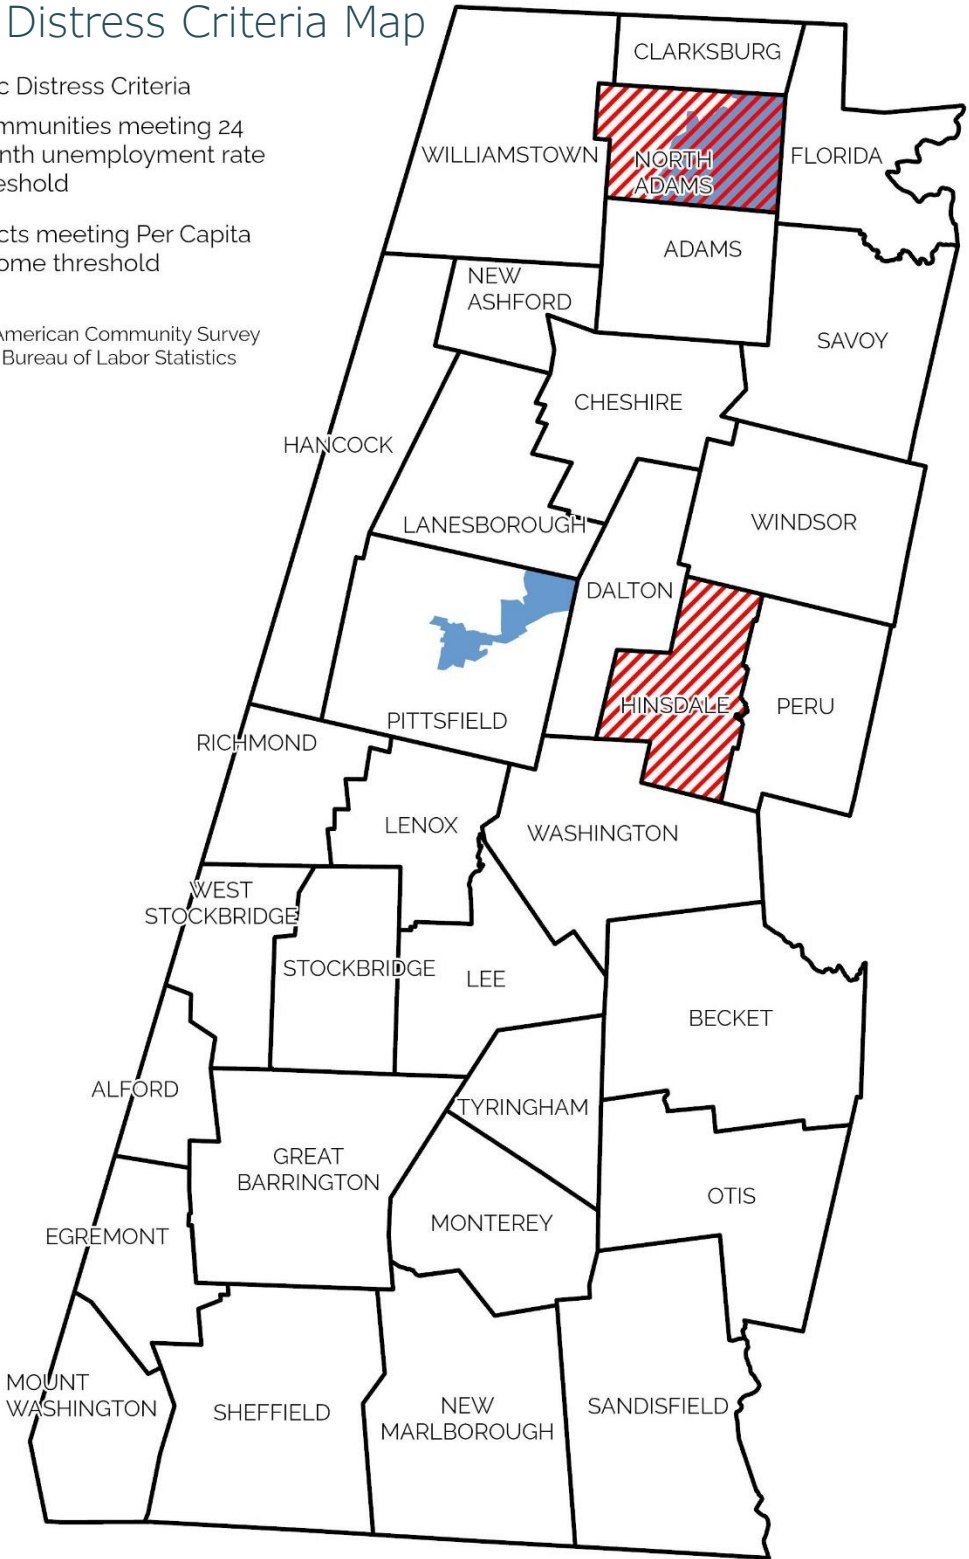 Distress Criteria Map
c Distress Criteria
mmunities meeting 24
nth unemployment rate
eshold
cts meeting Per Capita
ome threshold
American Community Survey
Bureau of Labor Statistics
CLARKSBURG
WILLIAMSTOWN
NORTH
ADAMS
FLORIDA
ADAMS
NEW
ASHFORD
SAVOY
CHESHIRE
HANCOCK
LANESBOROUGH
WINDSOR
DALTON
HINSDALE
PERU
PITTSFIELD
RICHMOND
LENOX
WASHINGTON
WEST
STOCKBRIDGE
STOCKBRIDGE
LEE
BECKET
ALFORD
TYRINGHAM
GREAT
BARRINGTON
OTIS
MONTEREY
EGREMONT
MOUNT
WASHINGTON
SHEFFIELD
NEW
MARLBOROUGH
SANDISFIELD